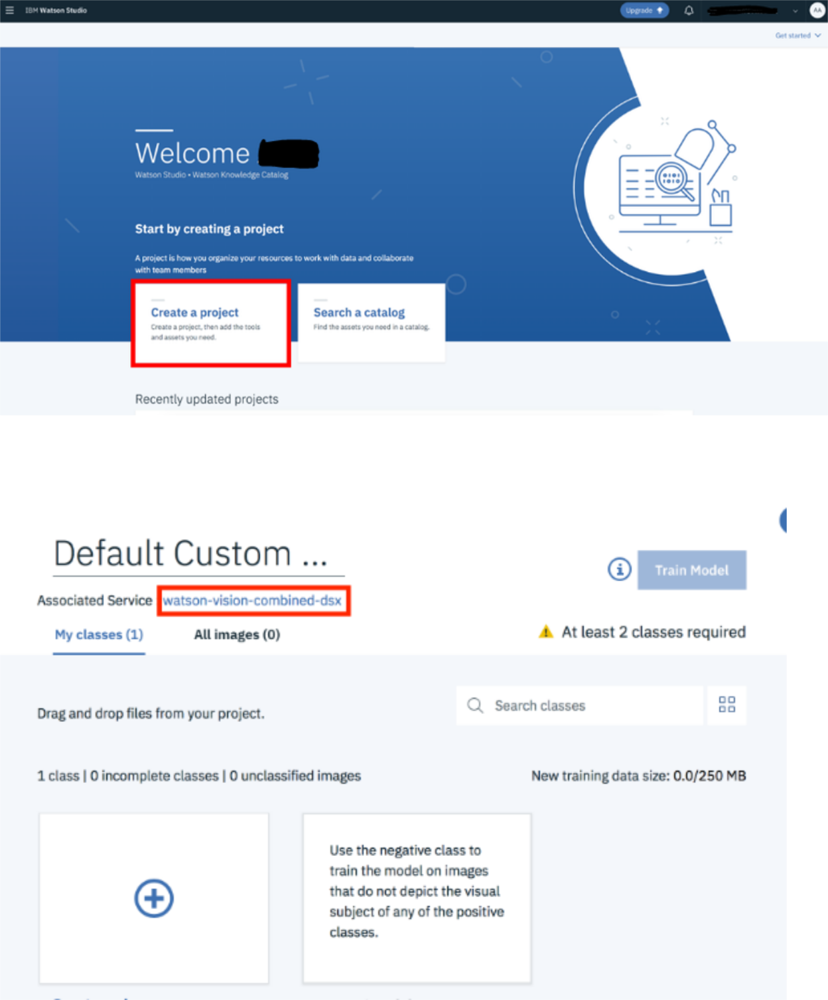 IBM Watson Studio
Upgrade
AA
Get started
Welcome
Watson Studio • Watson Knowledge Catalog
Start by creating a project
A project is how you organize your resources to work with data and collaborate
with team members
Create a project
Create a project, then add the tools
and assets you need.
Search a catalog
Find the assets you need in a catalog.
Recently updated projects
Default Custom ...
Train Model
Associated Service watson-vision-combined-dsx
My classes (1)
All images (0)
At least 2 classes required
Drag and drop files from your project.
Search classes
1 class | 0 incomplete classes | 0 unclassified images
New training data size: 0.0/250 MB
Use the negative class to
train the model on images
that do not depict the visual
subject of any of the positive
classes.